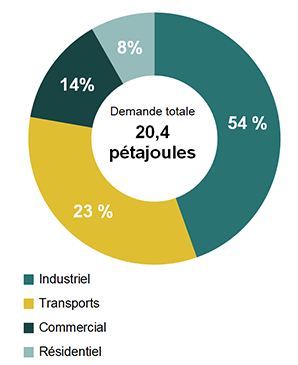 8%
14%
54 %
23 %
Demande totale
20,4
pétajoules
Industriel
Transports
Commercial
Résidentiel